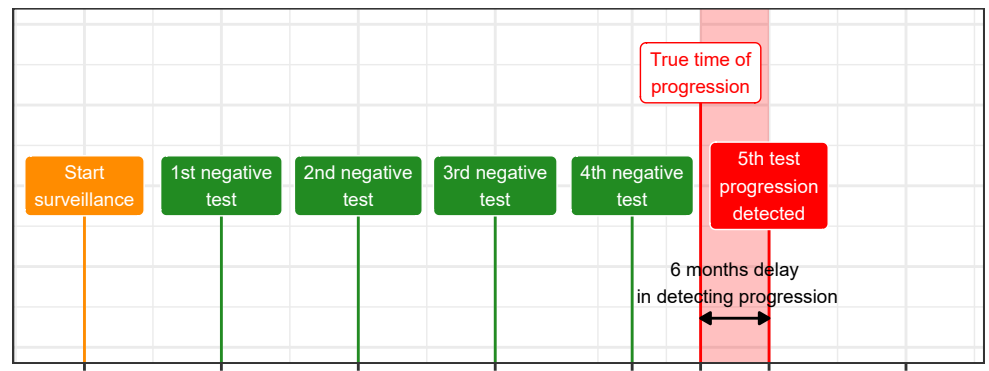 True time of
progression
Start
surveillance
1st negative
test
2nd negative
test
3rd negative
test
4th negative
test
5th test
progression
detected
6 months delay
in detecting progression